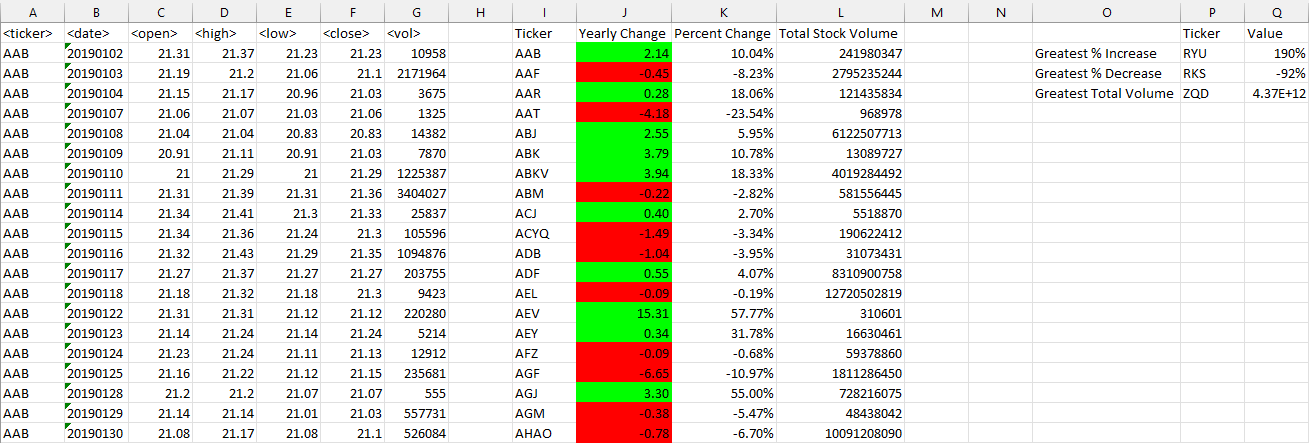 A B C D E F G H I J K L M N O P Q
<ticker> <date> <open> <high> <low> <close> <vol> Ticker Yearly Change Percent Change Total Stock Volume Ticker Value
AAB 20190102 21.31 21.37 21.23 21.23 10958 AAB 2.14 10.04% 241980347 Greatest % Increase RYU 190%
AAB 20190103 21.19 21.2 21.06 21.1 2171964 AAF -0.45 -8.23% 2795235244 Greatest % Decrease RKS -92%
AAB 20190104 21.15 21.17 20.96 21.03 3675 AAR 0.28 18.06% 121435834 Greatest Total Volume ZQD 4.37E+12
AAB 20190107 21.06 21.07 21.03 21.06 1325 AAT -4.18 -23.54% 968978
AAB 20190108 21.04 21.04 20.83 20.83 14382 ABJ 2.55 5.95% 6122507713
AAB 20190109 20.91 21.11 20.91 21.03 7870 ABK 3.79 10.78% 13089727
AAB 20190110 21 21.29 21 21.29 1225387 ABKV 3.94 18.33% 4019284492
AAB 20190111 21.31 21.39 21.31 21.36 3404027 ABM -0.22 -2.82% 581556445
AAB 20190114 21.34 21.41 21.3 21.33 25837 ACJ 0.40 2.70% 5518870
AAB 20190115 21.34 21.36 21.24 21.3 105596 ACYQ -1.49 -3.34% 190622412
AAB 20190116 21.32 21.43 21.29 21.35 1094876 ADB -1.04 -3.95% 31073431
AAB 20190117 21.27 21.37 21.27 21.27 203755 ADF 0.55 4.07% 8310900758
AAB 20190118 21.18 21.32 21.18 21.3 9423 AEL -0.09 -0.19% 12720502819
AAB 20190122 21.31 21.31 21.12 21.12 220280 AEV 15.31 57.77% 310601
AAB 20190123 21.14 21.24 21.14 21.24 5214 AEY 0.34 31.78% 16630461
AAB 20190124 21.23 21.24 21.11 21.13 12912 AFZ -0.09 -0.68% 59378860
AAB 20190125 21.16 21.22 21.12 21.15 235681 AGF -6.65 -10.97% 1811286450
AAB 20190128 21.2 21.2 21.07 21.07 555 AGJ 3.30 55.00% 728216075
AAB 20190129 21.14 21.14 21.01 21.03 557731 AGM -0.38 -5.47% 48438042
AAB 20190130 21.08 21.17 21.08 21.1 526084 AHAO -0.78 -6.70% 10091208090